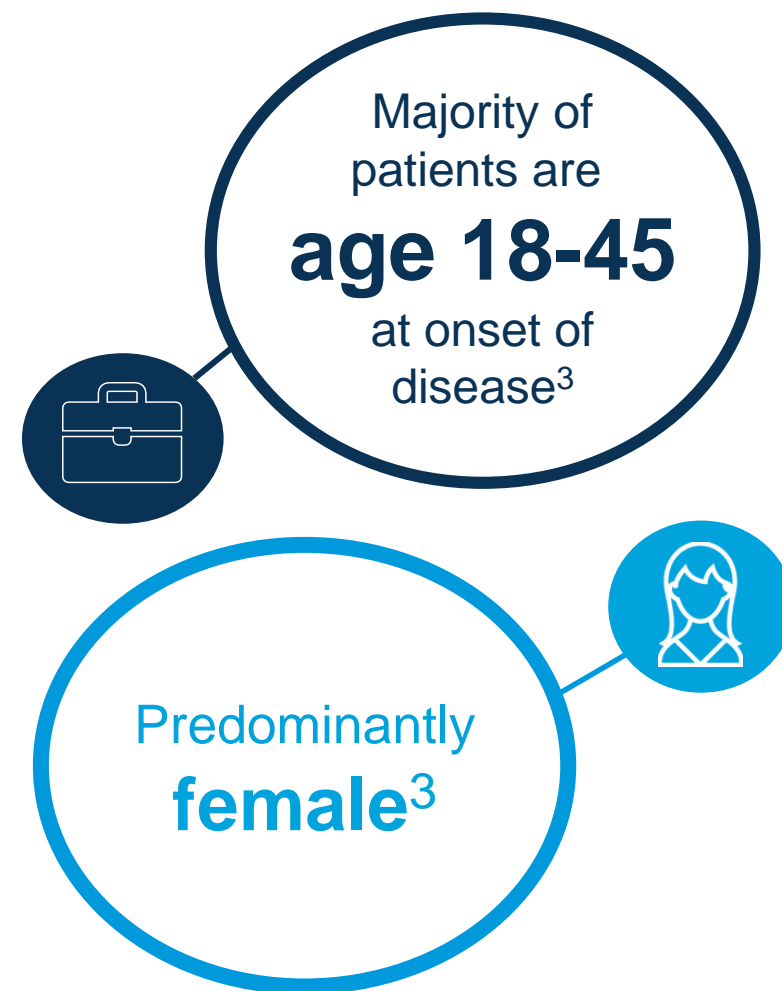 Majority of
patients are
age 18-45
at onset of
disease³
Predominantly
female³